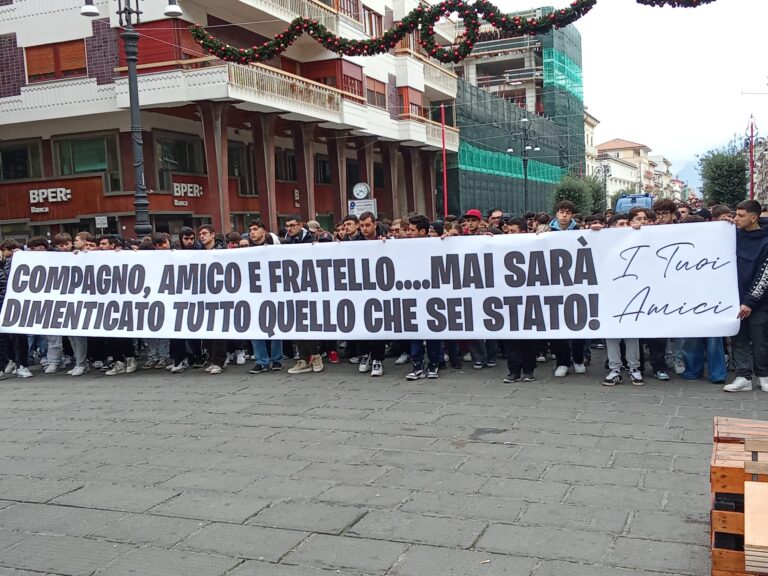 BPER:
Banca
BPER:
Banca
COMPAGNO, AMICO E FRATELLO....MAI SARÀ
DIMENTICATO TUTTO QUELLO CHE SEI STATO!
I Tuoi
Amici